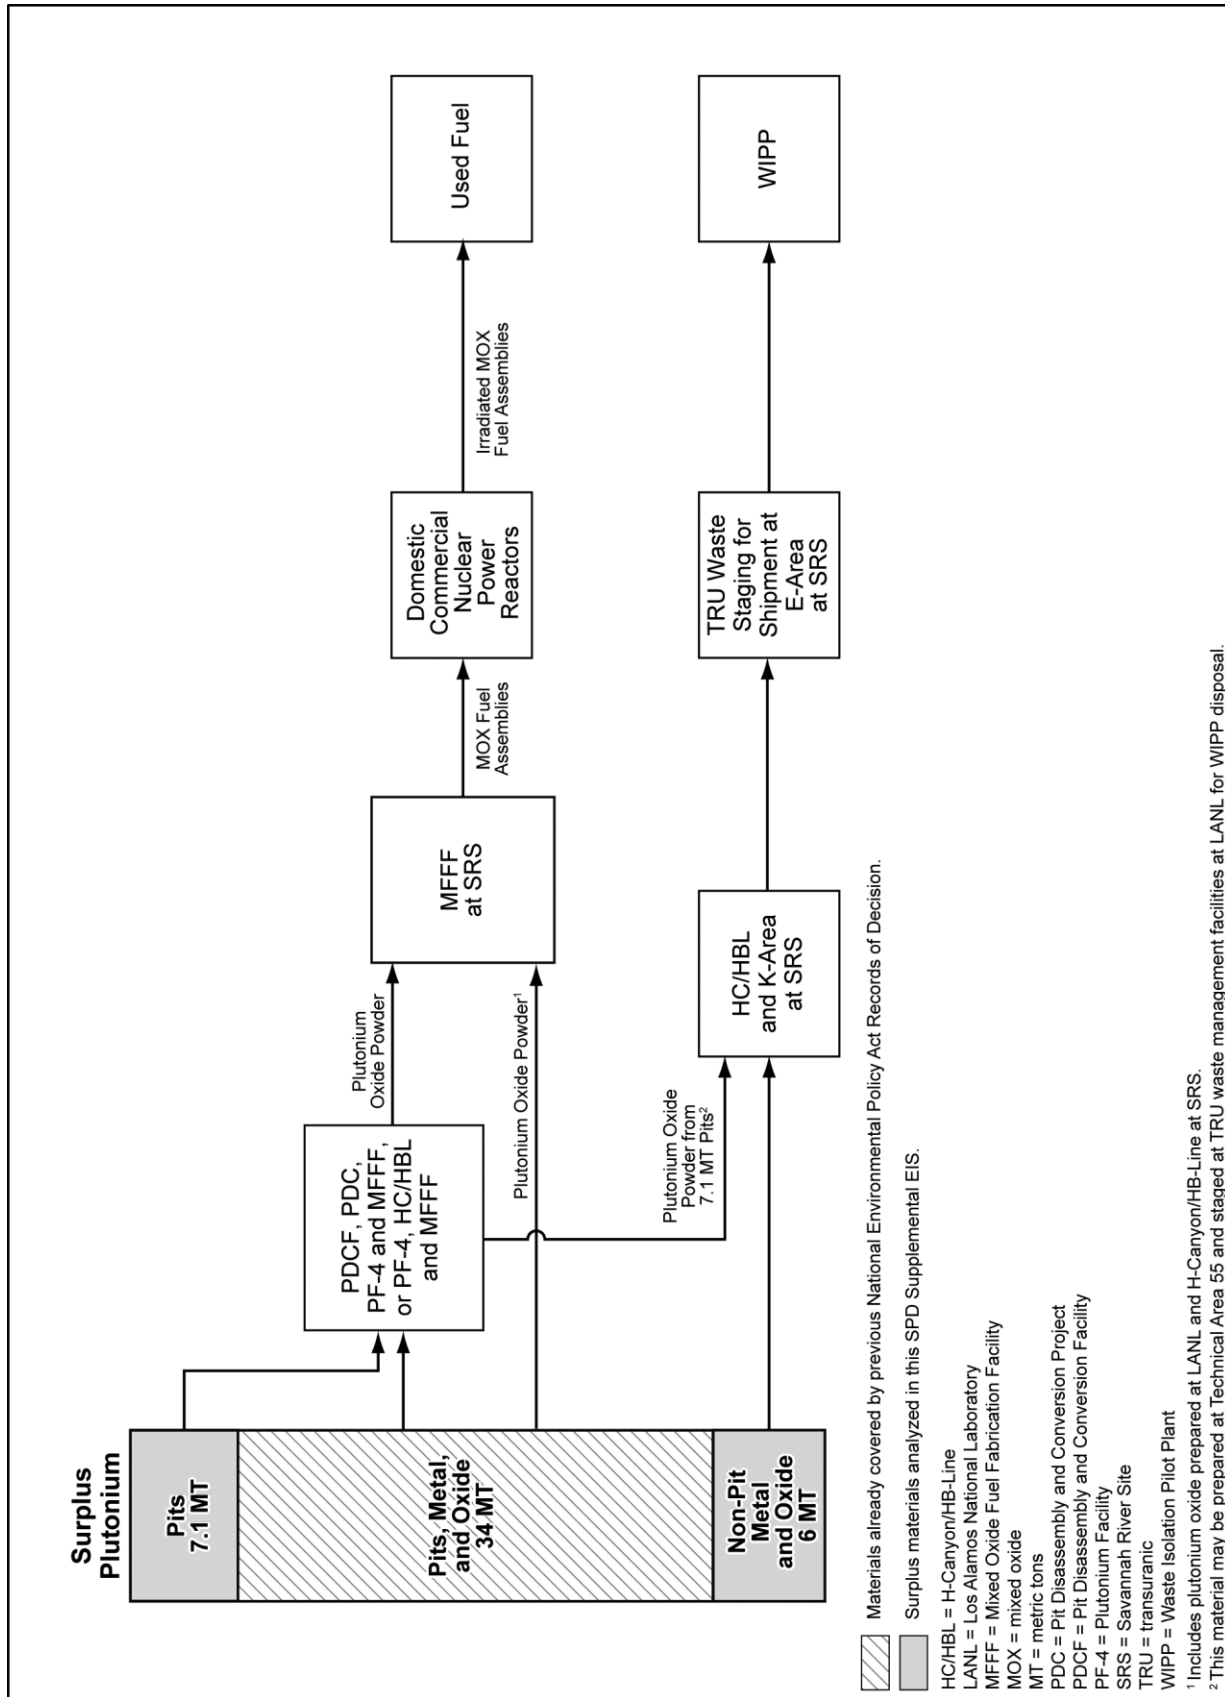 Surplus
Plutonium
Pits
7.1 MT
Pits, Metal,
and Oxide
34 MT
Non-Pit
Metal
and Oxide
6 MT
PDCF, PDC,
PF-4 and MFFF,
or PF-4, HC/HBL
and MFFF
Plutonium
Oxide Powder
Plutonium Oxide Powder¹
Plutonium Oxide
Powder from
7.1 MT Pits²
MFFF
at SRS
HC/HBL
and K-Area
at SRS
MOX Fuel
Assemblies
Domestic
Commercial
Nuclear
Power
Reactors
TRU Waste
Staging for
Shipment at
E-Area
at SRS
Irradiated MOX
Fuel Assemblies
Used Fuel
WIPP
Materials already covered by previous National Environmental Policy Act Records of Decision.
Surplus materials analyzed in this SPD Supplemental EIS.
HC/HBL = H-Canyon/HB-Line
LANL = Los Alamos National Laboratory
MFFF = Mixed Oxide Fuel Fabrication Facility
MOX = mixed oxide
MT = metric tons
PDC = Pit Disassembly and Conversion Project
PDCF = Pit Disassembly and Conversion Facility
PF-4 = Plutonium Facility
SRS = Savannah River Site
TRU = transuranic
WIPP = Waste Isolation Pilot Plant
¹ Includes plutonium oxide prepared at LANL and H-Canyon/HB-Line at SRS.
² This material may be prepared at Technical Area 55 and staged at TRU waste management facilities at LANL for WIPP disposal.